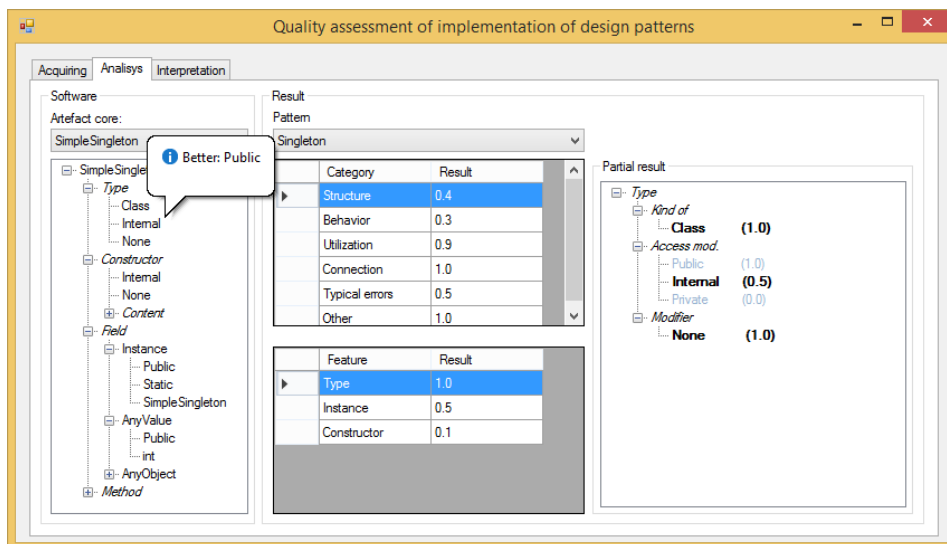 Quality assessment of implementation of design patterns
Acquiring Analisys Interpretation
Software
Artefact core:
SimpleSingleton
Better: Public
SimpleSingle
Type
Class
Internal
None
Constructor
Internal
None
Content
Field
Instance
Public
Static
SimpleSingleton
AnyValue
Public
int
AnyObject
Method
Result
Pattern
Singleton
Category Result
Structure 0.4
Behavior 0.3
Utilization 0.9
Connection 1.0
Typical errors 0.5
Other 1.0
Feature Result
Type 1.0
Instance 0.5
Constructor 0.1
Partial result
Type
Kind of
Class (1.0)
Access mod.
Public (1.0)
Internal (0.5)
Private (0.0)
Modifier
None (1.0)